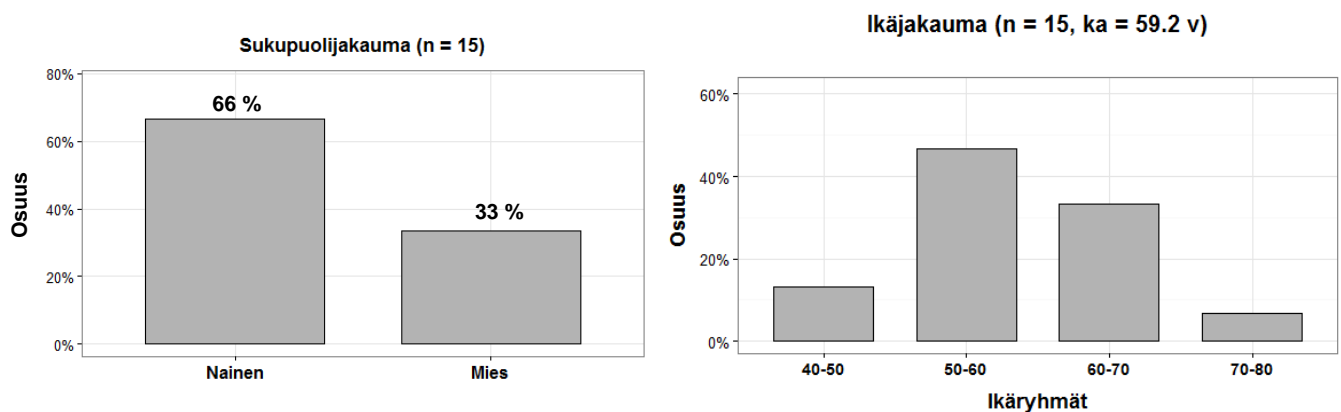 Sukupuolijakauma (n = 15)
80%
60%
40%
20%
0%
Osuus
66 %
33 %
Nainen
Mies
Ikäjakauma (n = 15, ka = 59.2 v)
60%
40%
20%
0%
Osuus
40-50
50-60
60-70
70-80
Ikäryhmät